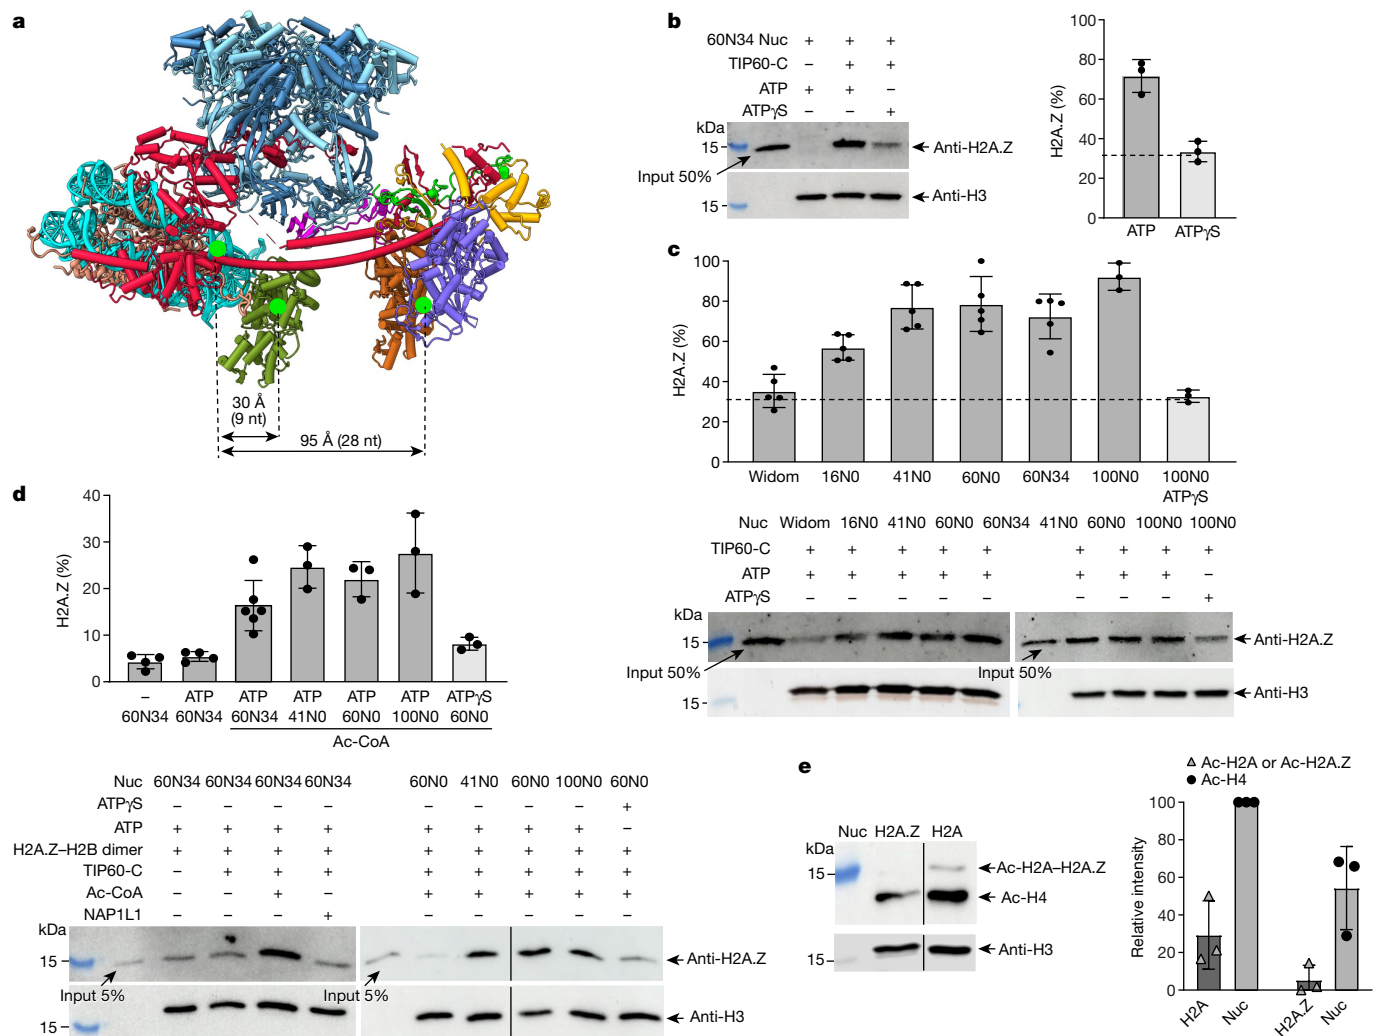 a
30 Å
(9 nt)
95 Å (28 nt)
b
60N34 Nuc + + +
TIP60-C – + +
ATP + + –
ATPγS – – +
kDa
15
Anti-H2A.Z
Input 50%
15
Anti-H3
H2A.Z (%)
100
80
60
40
20
0
ATP ATPγS
c
H2A.Z (%)
100
80
60
40
20
0
Widom 16N0 41N0 60N0 60N34 100N0 100N0
ATPγS
Nuc Widom 16N0 41N0 60N0 60N34 41N0 60N0 100N0 100N0
TIP60-C + + + + + + + + +
ATP + + + + + + + + –
ATPγS – – – – – – – – +
kDa
15
Anti-H2A.Z
Input 50% Input 50%
15
Anti-H3
d
H2A.Z (%)
40
30
20
10
0
– ATP ATP ATP ATP ATP ATPγS
60N34 60N34 60N34 41N0 60N0 100N0 60N0
Ac-CoA
Nuc 60N34 60N34 60N34 60N34 60N0 41N0 60N0 100N0 60N0
ATPγS – – – – – – – – +
ATP + + + + + + + + –
H2A.Z–H2B dimer + + + + + + + + +
TIP60-C – + + + + + + + +
Ac-CoA – – + – + + + + +
NAP1L1 – – – + – – – – –
kDa
15
Anti-H2A.Z
Input 5% Input 5%
15
Anti-H3
e
Nuc H2A.Z H2A
kDa
15
Ac-H2A–H2A.Z
Ac-H4
15
Anti-H3
Ac-H2A or Ac-H2A.Z
Ac-H4
Relative intensity
100
80
60
40
20
0
H2A Nuc H2A.Z Nuc